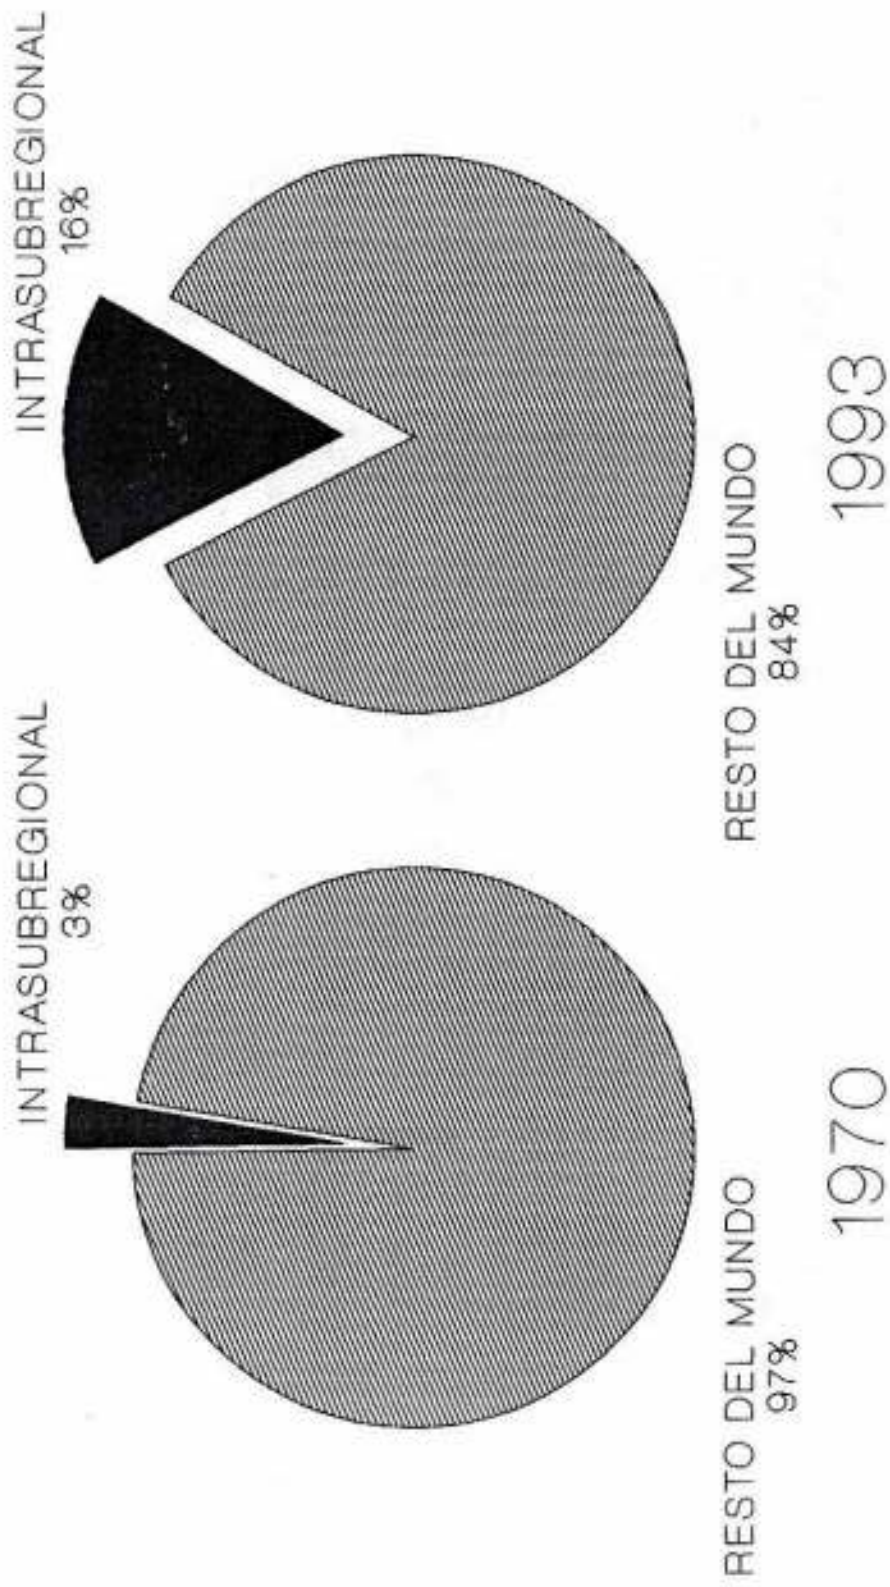 INTRASUBREGIONAL
3%
RESTO DEL MUNDO
97%
1970
INTRASUBREGIONAL
16%
RESTO DEL MUNDO
84%
1993